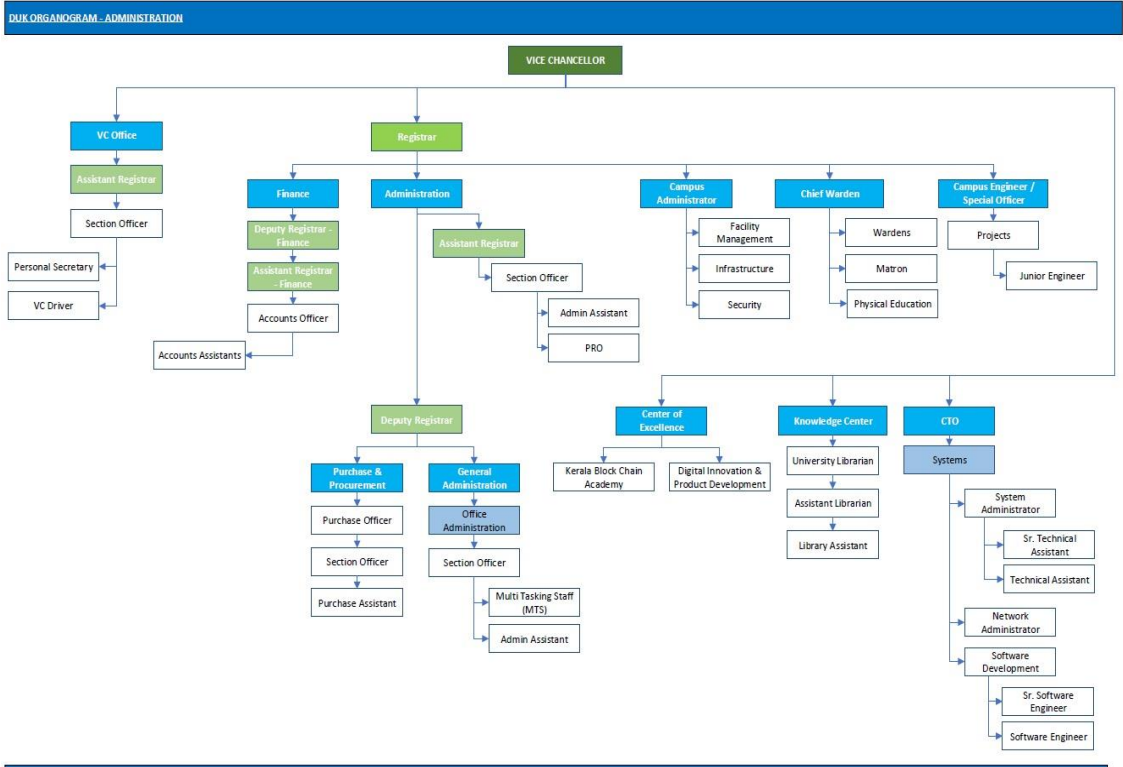 DUK ORGANOGRAM - ADMINISTRATION
VICE CHANCELLOR
VC Office
Assistant Registrar
Section Officer
Personal Secretary
VC Driver
Registrar
Finance
Deputy Registrar -
Finance
Assistant Registrar
- Finance
Accounts Officer
Accounts Assistants
Administration
Assistant Registrar
Section Officer
Admin Assistant
PRO
Campus
Administrator
Facility
Management
Infrastructure
Security
Chief Warden
Wardens
Matron
Physical Education
Campus Engineer /
Special Officer
Projects
Junior Engineer
Deputy Registrar
Purchase &
Procurement
Purchase Officer
Section Officer
Purchase Assistant
General
Administration
Office
Administration
Section Officer
Multi Tasking Staff
(MTS)
Admin Assistant
Center of
Excellence
Kerala Block Chain
Academy
Digital Innovation &
Product Development
Knowledge Center
University Librarian
Assistant Librarian
Library Assistant
CTO
Systems
System
Administrator
Sr. Technical
Assistant
Technical Assistant
Network
Administrator
Software
Development
Sr. Software
Engineer
Software Engineer